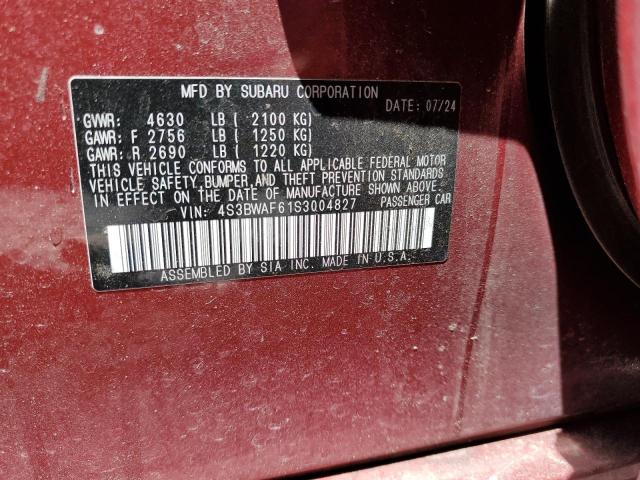 MFD BY SUBARU CORPORATION
DATE: 07/24
GVWR: 4630 LB ( 2100 KG)
GAWR: F 2756 LB ( 1250 KG)
GAWR: R 2690 LB ( 1220 KG)
THIS VEHICLE CONFORMS TO ALL APPLICABLE FEDERAL MOTOR
VEHICLE SAFETY, BUMPER, AND THEFT PREVENTION STANDARDS
IN EFFECT ON THE DATE OF MANUFACTURE SHOWN ABOVE.
VIN: 4S3BWAF61S3004827 PASSENGER CAR
ASSEMBLED BY SIA INC. MADE IN U.S.A.